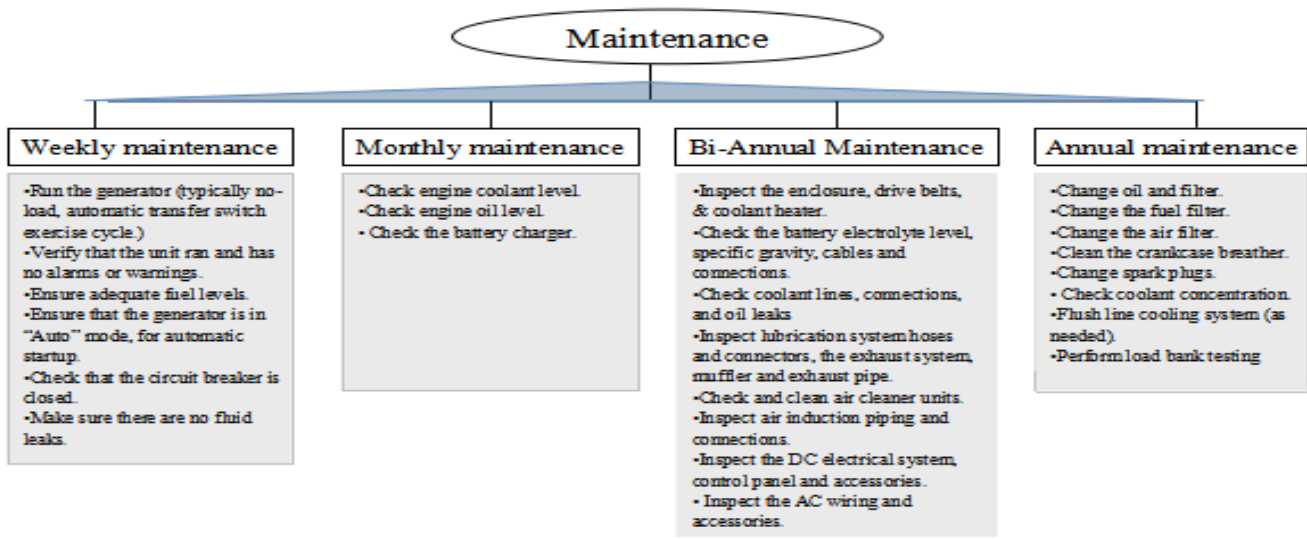 Maintenance
Weekly maintenance
•Run the generator (typically no-
load, automatic transfer switch
exercise cycle.)
•Verify that the unit ran and has
no alarms or warnings.
•Ensure adequate fuel levels.
•Ensure that the generator is in
“Auto” mode, for automatic
startup.
•Check that the circuit breaker is
closed.
•Make sure there are no fluid
leaks.
Monthly maintenance
•Check engine coolant level.
•Check engine oil level.
• Check the battery charger.
Bi-Annual Maintenance
•Inspect the enclosure, drive belts,
& coolant heater.
•Check the battery electrolyte level,
specific gravity, cables and
connections.
•Check coolant lines, connections,
and oil leaks
•Inspect lubrication system hoses
and connectors, the exhaust system,
muffler and exhaust pipe.
•Check and clean air cleaner units.
•Inspect air induction piping and
connections.
•Inspect the DC electrical system,
control panel and accessories.
• Inspect the AC wiring and
accessories.
Annual maintenance
•Change oil and filter.
•Change the fuel filter.
•Change the air filter.
•Clean the crankcase breather.
•Change spark plugs.
• Check coolant concentration.
•Flush line cooling system (as
needed).
•Perform load bank testing